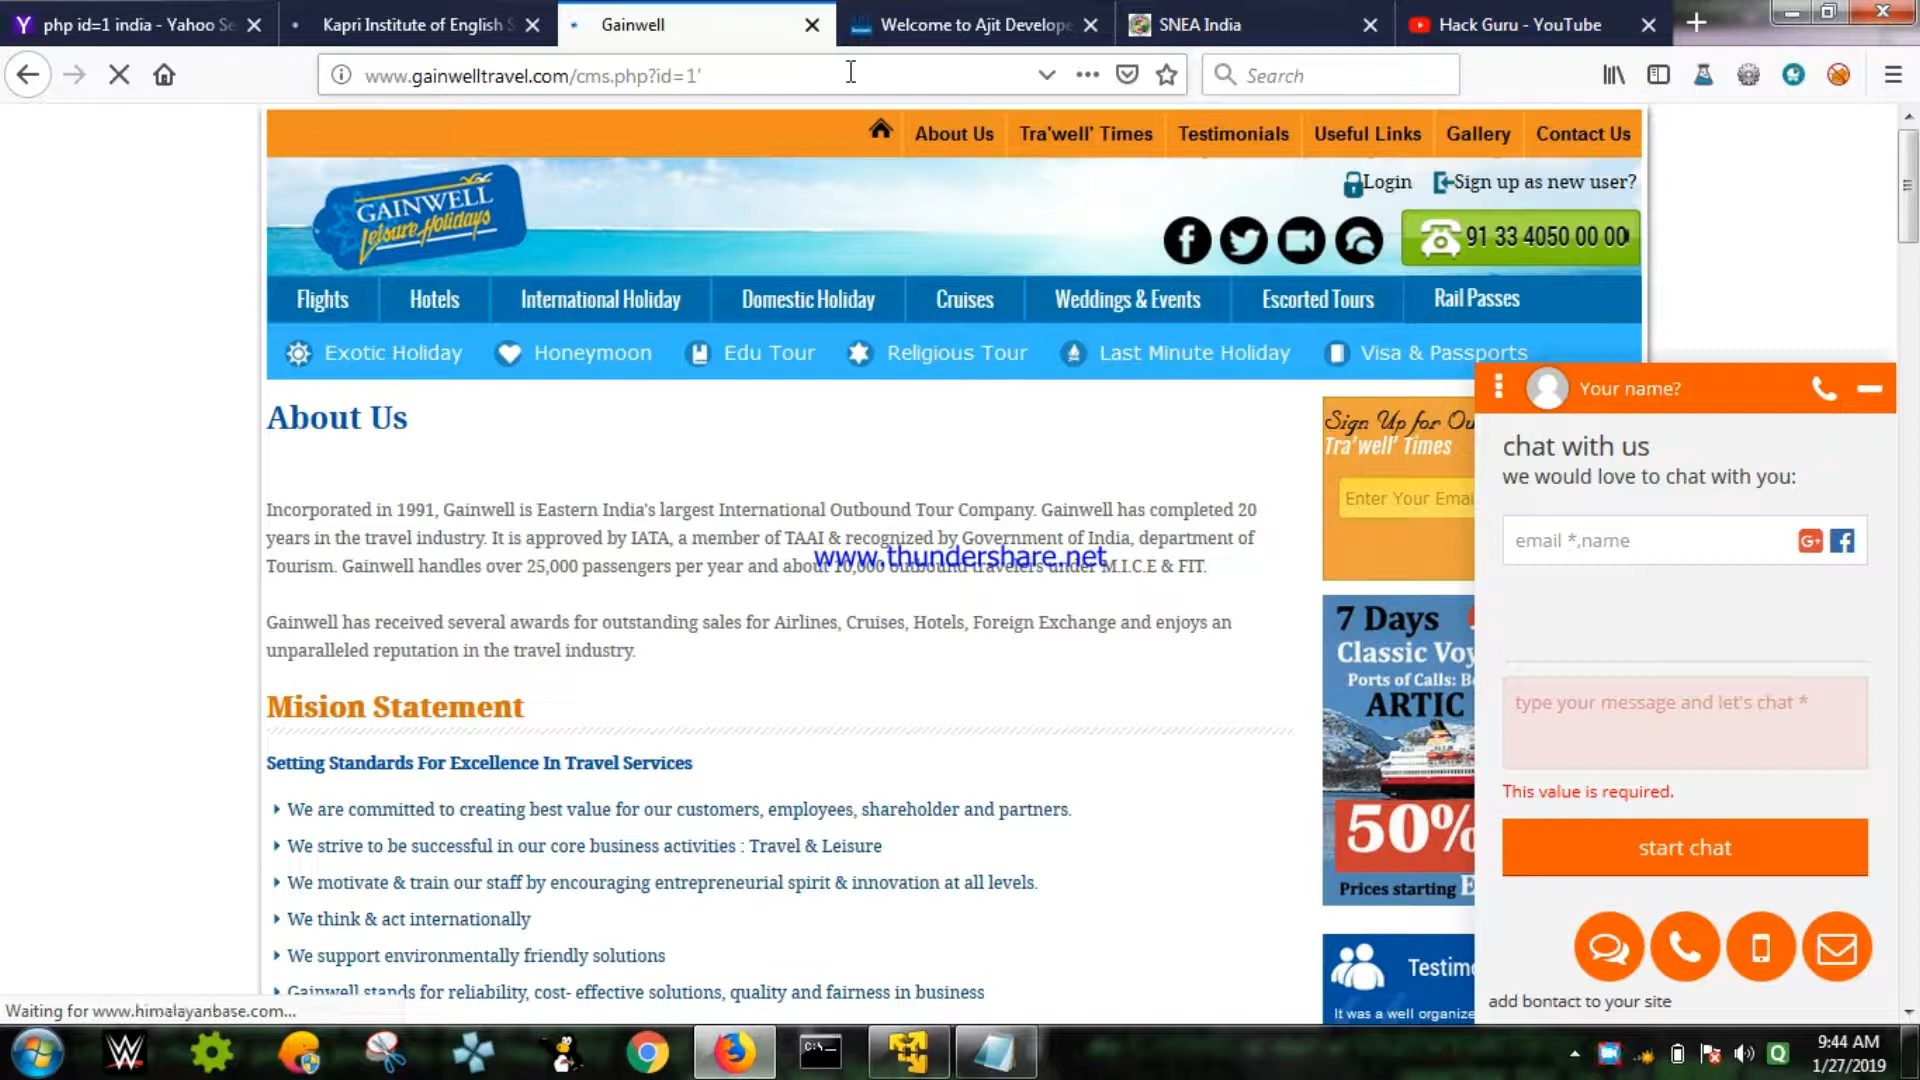 php id=1 india - Yahoo Se
Kapri Institute of English S
Gainwell
Welcome to Ajit Develope
SNEA India
Hack Guru - YouTube
www.gainwelltravel.com/cms.php?id=1'
Search
About Us
Tra'well' Times
Testimonials
Useful Links
Gallery
Contact Us
GAINWELL
Leisure Holidays
Login
Sign up as new user?
91 33 4050 00 00
Flights
Hotels
International Holiday
Domestic Holiday
Cruises
Weddings & Events
Escorted Tours
Rail Passes
Exotic Holiday
Honeymoon
Edu Tour
Religious Tour
Last Minute Holiday
Visa & Passports
About Us
Incorporated in 1991, Gainwell is Eastern India's largest International Outbound Tour Company. Gainwell has completed 20
years in the travel industry. It is approved by IATA, a member of TAAI & recognized by Government of India, department of
Tourism. Gainwell handles over 25,000 passengers per year and about 10,000 outbound travelers under M.I.C.E & FIT.
www.thundershare.net
Gainwell has received several awards for outstanding sales for Airlines, Cruises, Hotels, Foreign Exchange and enjoys an
unparalleled reputation in the travel industry.
Mision Statement
Setting Standards For Excellence In Travel Services
We are committed to creating best value for our customers, employees, shareholder and partners.
We strive to be successful in our core business activities : Travel & Leisure
We motivate & train our staff by encouraging entrepreneurial spirit & innovation at all levels.
We think & act internationally
We support environmentally friendly solutions
Gainwell stands for reliability, cost- effective solutions, quality and fairness in business
Sign Up for Ou
Tra'well' Times
Enter Your Emai
7 Days
Classic Voy
Ports of Calls: Be
ARTIC
50%
Prices starting
Testim
It was a well organize
Your name?
chat with us
we would love to chat with you:
email *,name
type your message and let's chat *
This value is required.
start chat
add bontact to your site
Waiting for www.himalayanbase.com...
9:44 AM
1/27/2019